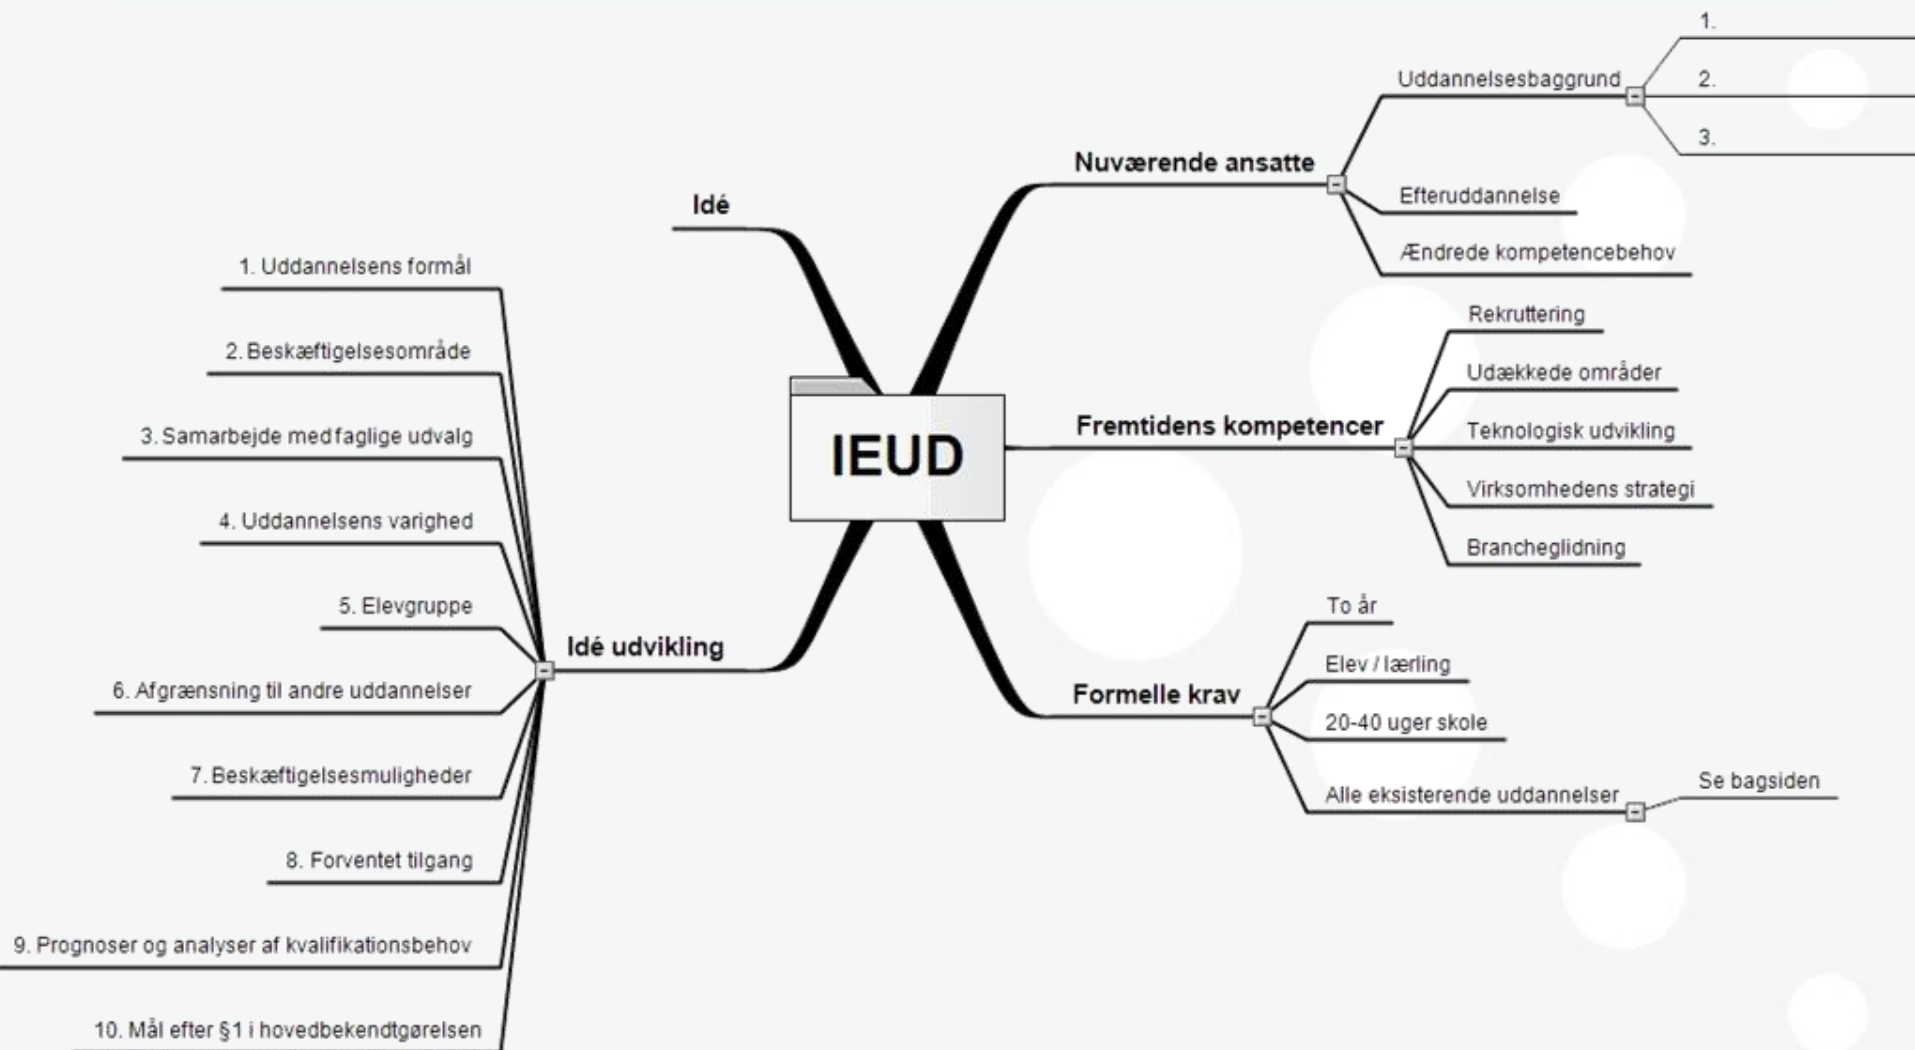 IEUD
Idé
Idé udvikling
1. Uddannelsens formål
2. Beskæftigelsesområde
3. Samarbejde med faglige udvalg
4. Uddannelsens varighed
5. Elevgruppe
6. Afgrænsning til andre uddannelser
7. Beskæftigelsesmuligheder
8. Forventet tilgang
9. Prognoser og analyser af kvalifikationsbehov
10. Mål efter §1 i hovedbekendtgørelsen
Nuværende ansatte
Uddannelsesbaggrund
1.
2.
3.
Efteruddannelse
Ændrede kompetencebehov
Fremtidens kompetencer
Rekruttering
Udækkede områder
Teknologisk udvikling
Virksomhedens strategi
Brancheglidning
Formelle krav
To år
Elev / lærling
20-40 uger skole
Alle eksisterende uddannelser
Se bagsiden